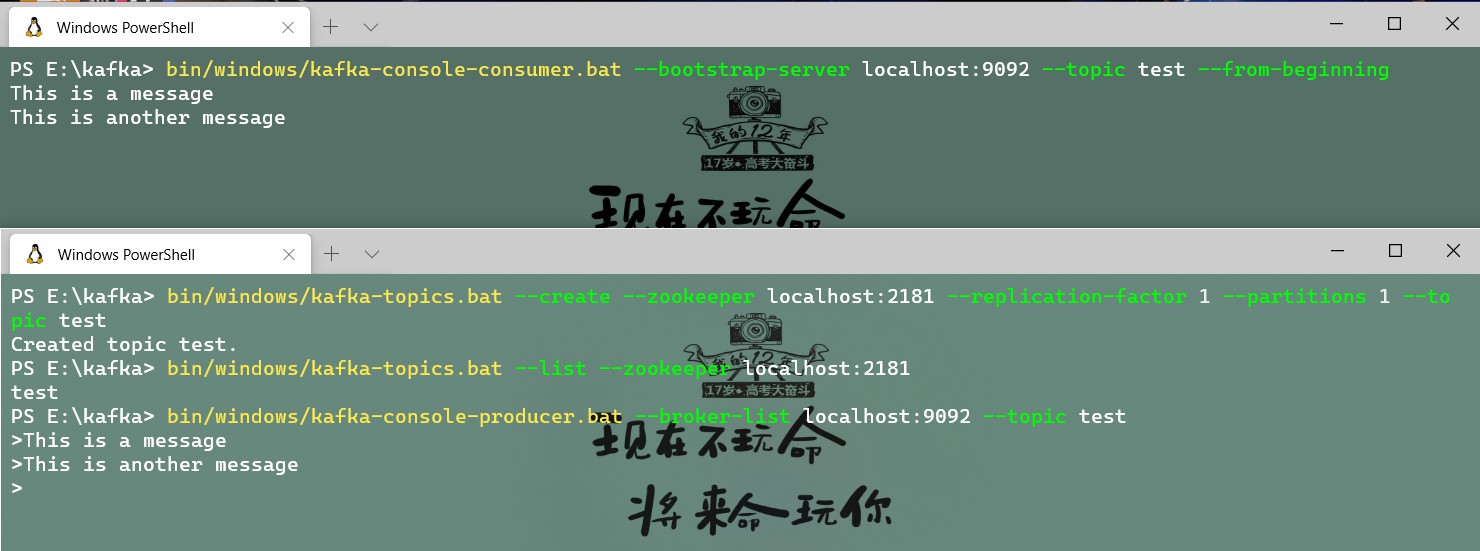 Windows PowerShell
PS E:\kafka> bin/windows/kafka-console-consumer.bat --bootstrap-server localhost:9092 --topic test --from-beginning
This is a message
This is another message
我的12年
17岁·高考大奋斗
现在不玩命
Windows PowerShell
PS E:\kafka> bin/windows/kafka-topics.bat --create --zookeeper localhost:2181 --replication-factor 1 --partitions 1 --to
pic test
Created topic test.
PS E:\kafka> bin/windows/kafka-topics.bat --list --zookeeper localhost:2181
test
PS E:\kafka> bin/windows/kafka-console-producer.bat --broker-list localhost:9092 --topic test
>This is a message
>This is another message
>
我的12年
17岁·高考大奋斗
现在不玩命
将来命玩你